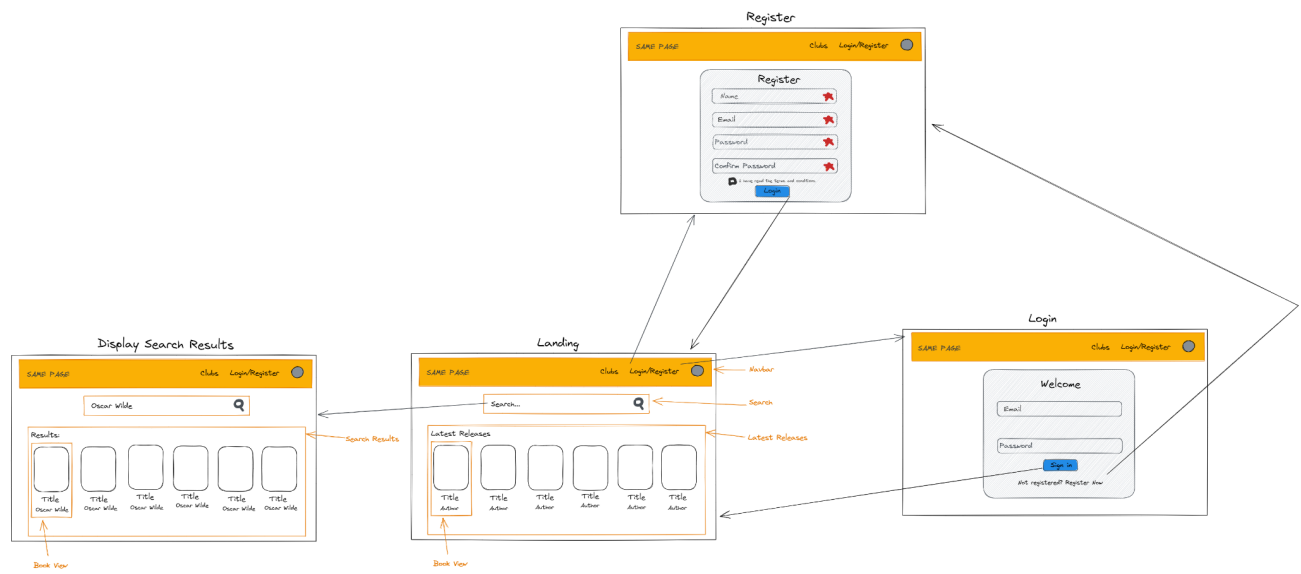 Register
SAME PAGE
Clubs Login/Register
Register
Name
Email
Password
Confirm Password
terms and conditions.
Login
Display Search Results
SAME PAGE
Clubs Login/Register
Oscar Wilde
Results:
Title Title Title Title Title Title
Oscar Wilde Oscar Wilde Oscar Wilde Oscar Wilde Oscar Wilde Oscar Wilde
Search Results
Book View
Landing
SAME PAGE
Clubs Login/Register
Navbar
Search...
Search
Latest Releases
Latest Releases
Title Title Title Title Title Title
Author Author Author Author Author Author
Book View
Login
SAME PAGE
Clubs Login/Register
Welcome
Email
Password
Sign in
Not registered? Register Now